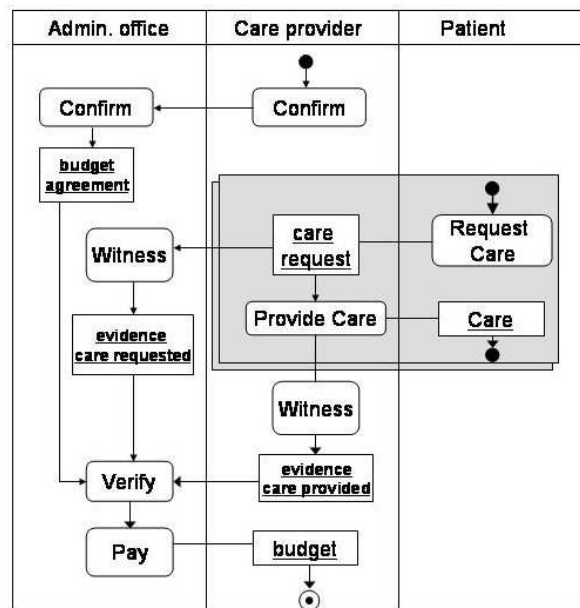 Admin. office
Care provider
Patient
Confirm
Confirm
budget
agreement
Request
Care
care
request
Witness
Provide Care
Care
evidence
care requested
Witness
evidence
care provided
Verify
Pay
budget